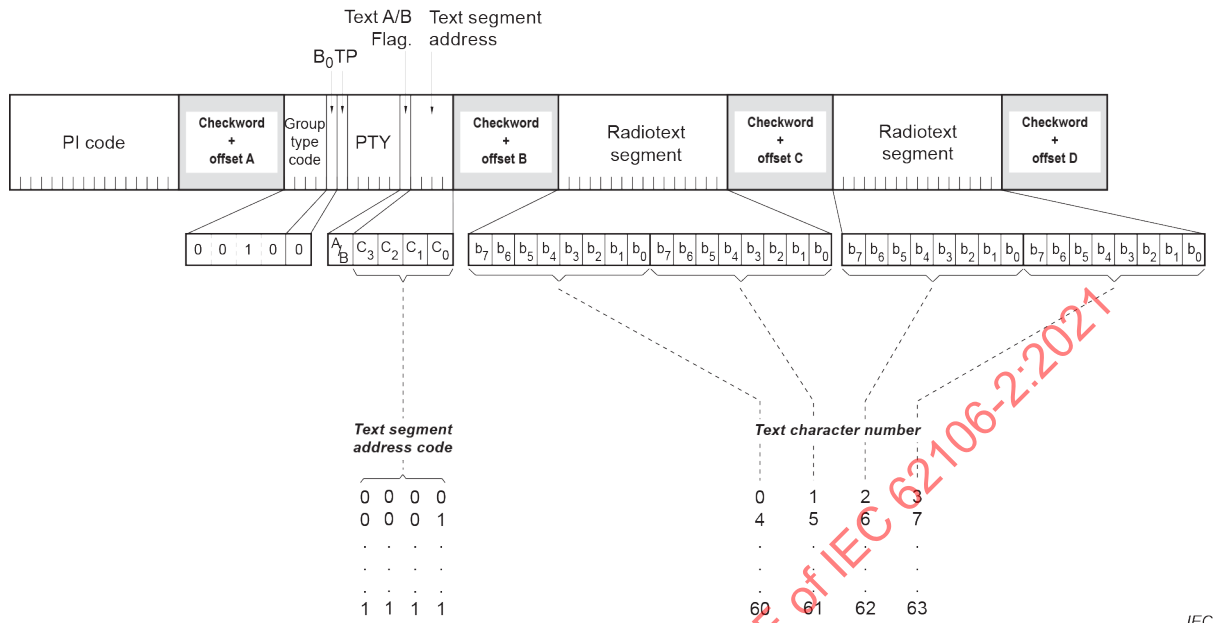 Text A/B Text segment
Flag. address
B0TP
PI code
Checkword
+
offset A
Group
type
code
PTY
Checkword
+
offset B
Radiotext
segment
Checkword
+
offset C
Radiotext
segment
Checkword
+
offset D
0 0 1 0 0
A/B C3 C2 C1 C0
b7 b6 b5 b4 b3 b2 b1 b0 b7 b6 b5 b4 b3 b2 b1 b0
b7 b6 b5 b4 b3 b2 b1 b0 b7 b6 b5 b4 b3 b2 b1 b0
Text segment
address code
Text character number
0 0 0 0 0 1 2 3
0 0 0 1 4 5 6 7
. . . . . . . .
. . . . . . . .
1 1 1 1 60 61 62 63
of IEC 62106-2:2021
IEC